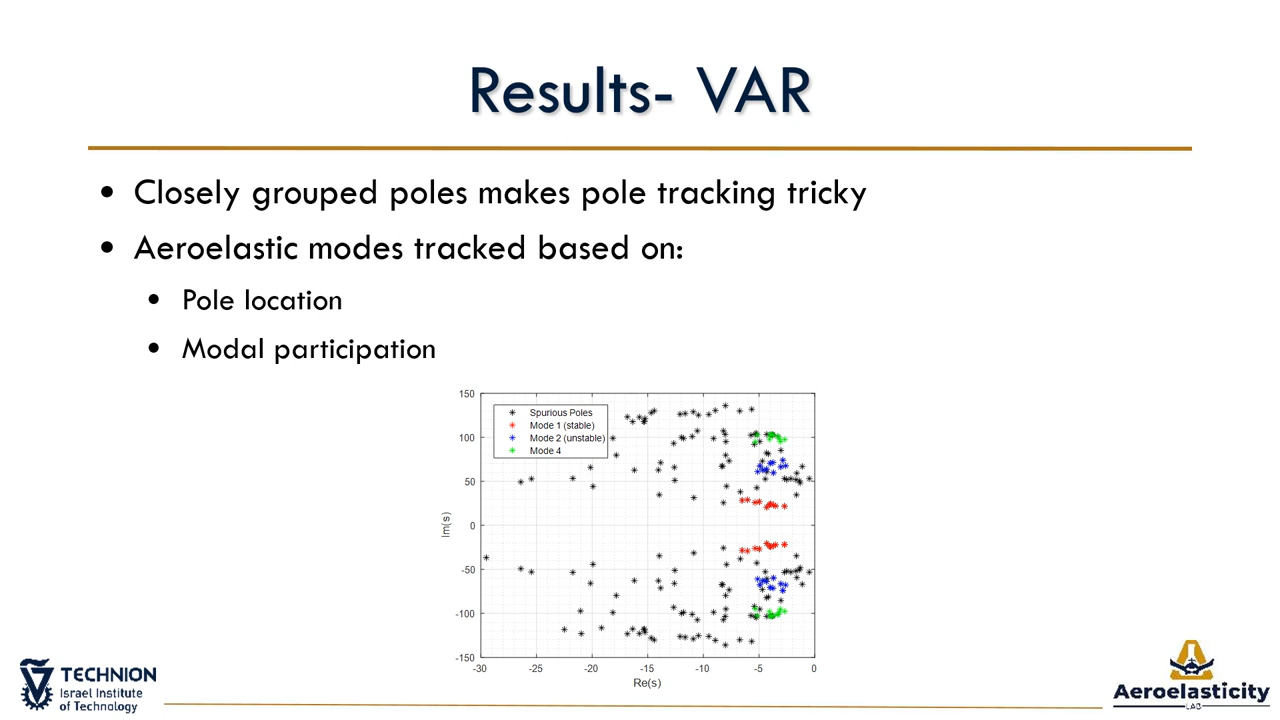 Results- VAR
• Closely grouped poles makes pole tracking tricky
• Aeroelastic modes tracked based on:
• Pole location
• Modal participation
150
100
50
0
-50
-100
-150
Im(s)
Spurious Poles
Mode 1 (stable)
Mode 2 (unstable)
Mode 4
-30 -25 -20 -15 -10 -5 0
Re(s)
TECHNION
Israel Institute
of Technology
Aeroelasticity
LAB